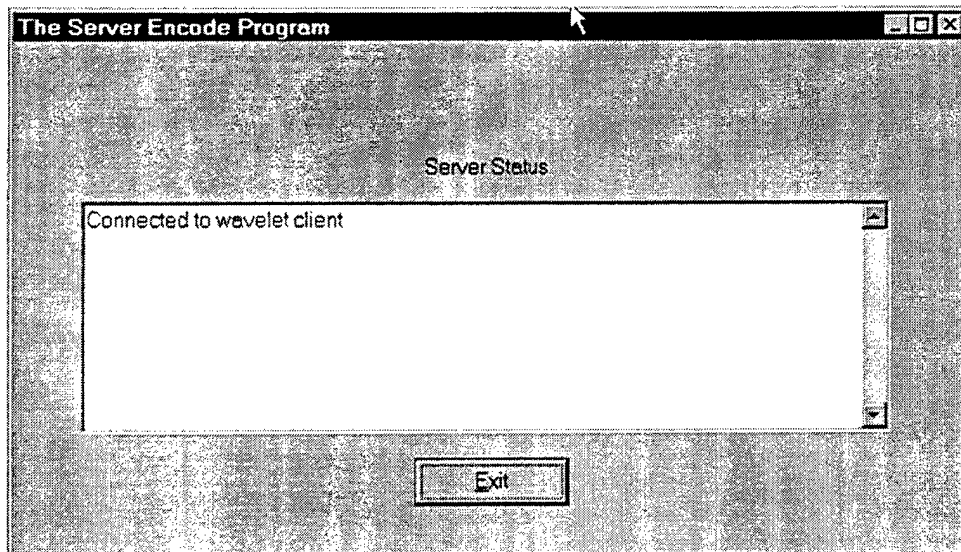 The Server Encode Program
Server Status
Connected to wavelet client
Exit